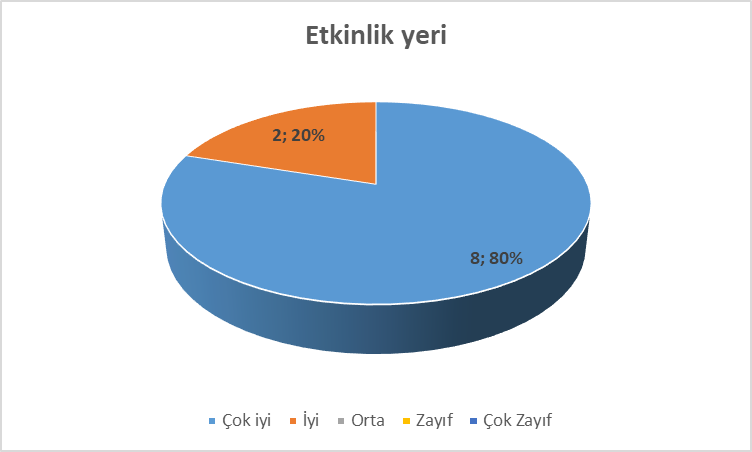 Etkinlik yeri
2; 20%
8; 80%
Çok iyi İyi Orta Zayıf Çok Zayıf